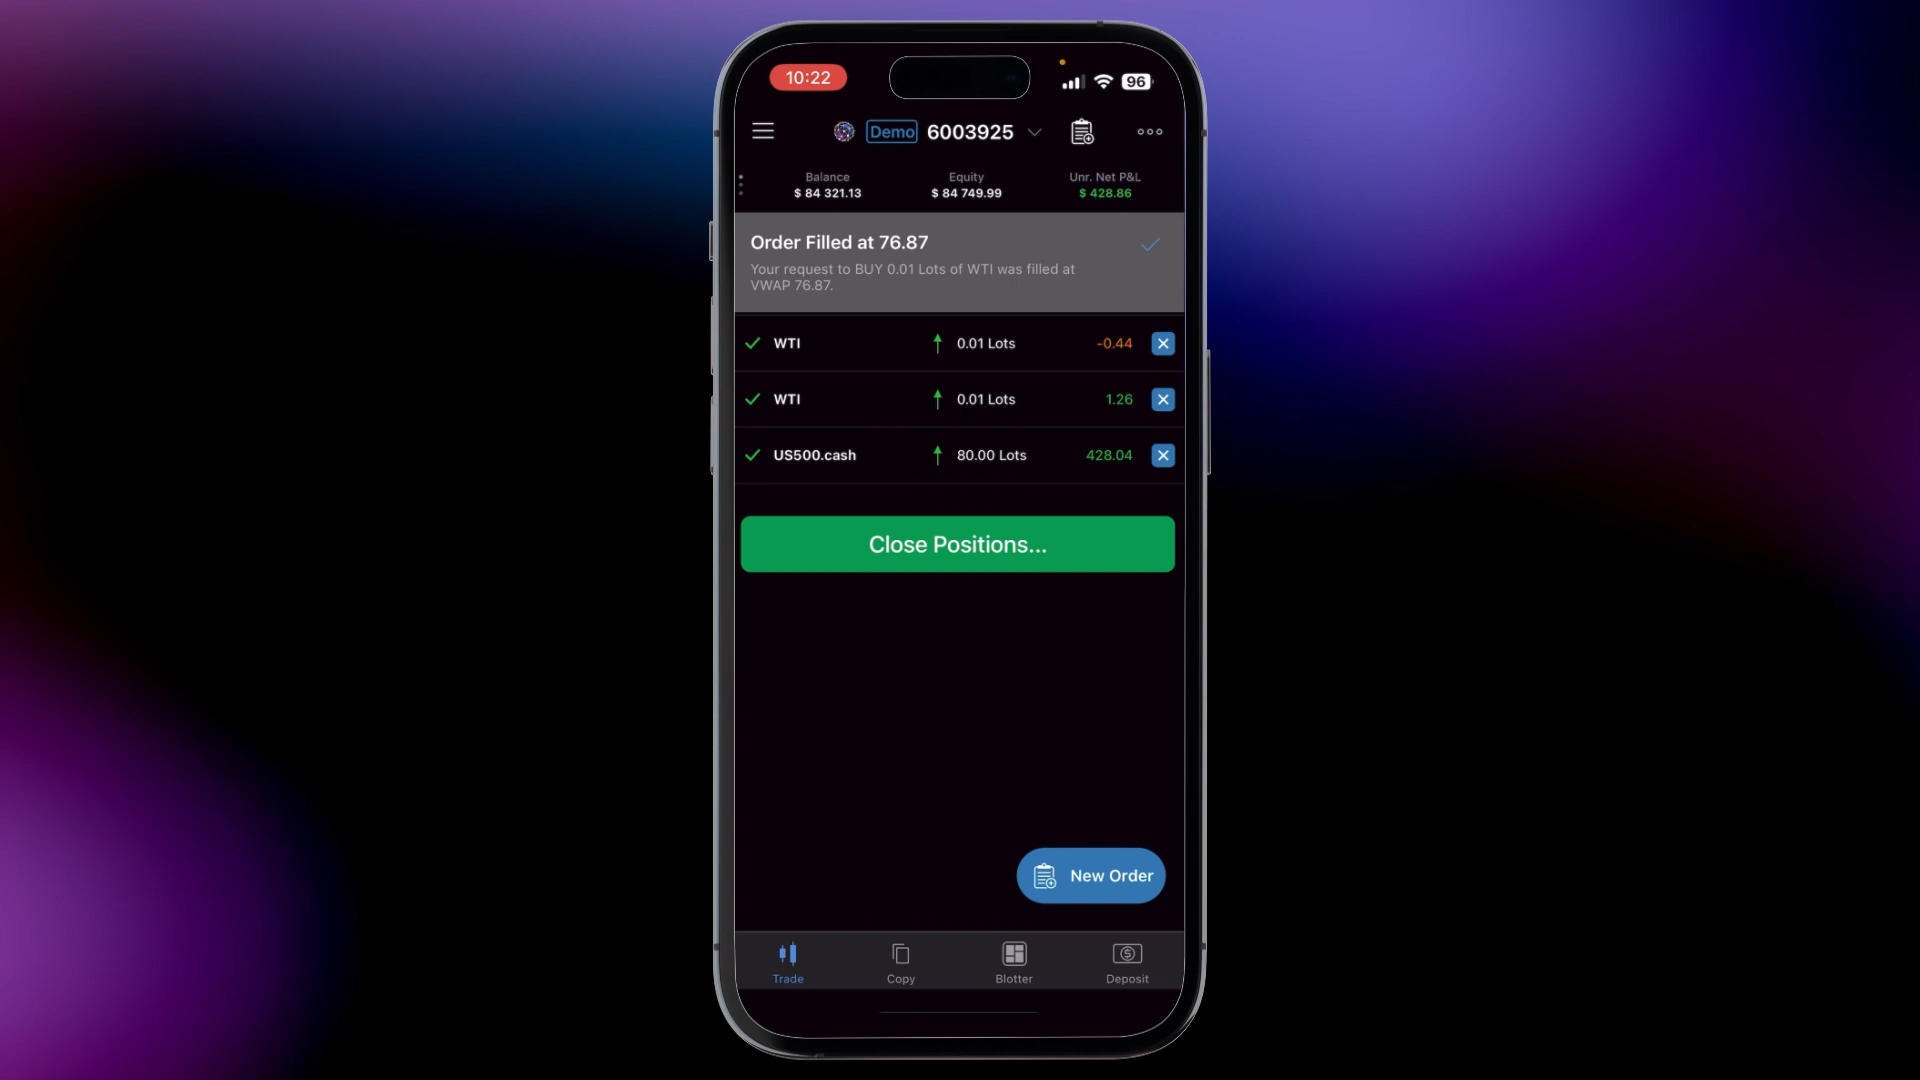 10:22
96
Demo 6003925
Balance Equity Unr. Net P&L
$ 84 321.13 $ 84 749.99 $ 428.86
Order Filled at 76.87
Your request to BUY 0.01 Lots of WTI was filled at
VWAP 76.87.
WTI 0.01 Lots -0.44
WTI 0.01 Lots 1.26
US500.cash 80.00 Lots 428.04
Close Positions...
New Order
Trade Copy Blotter Deposit